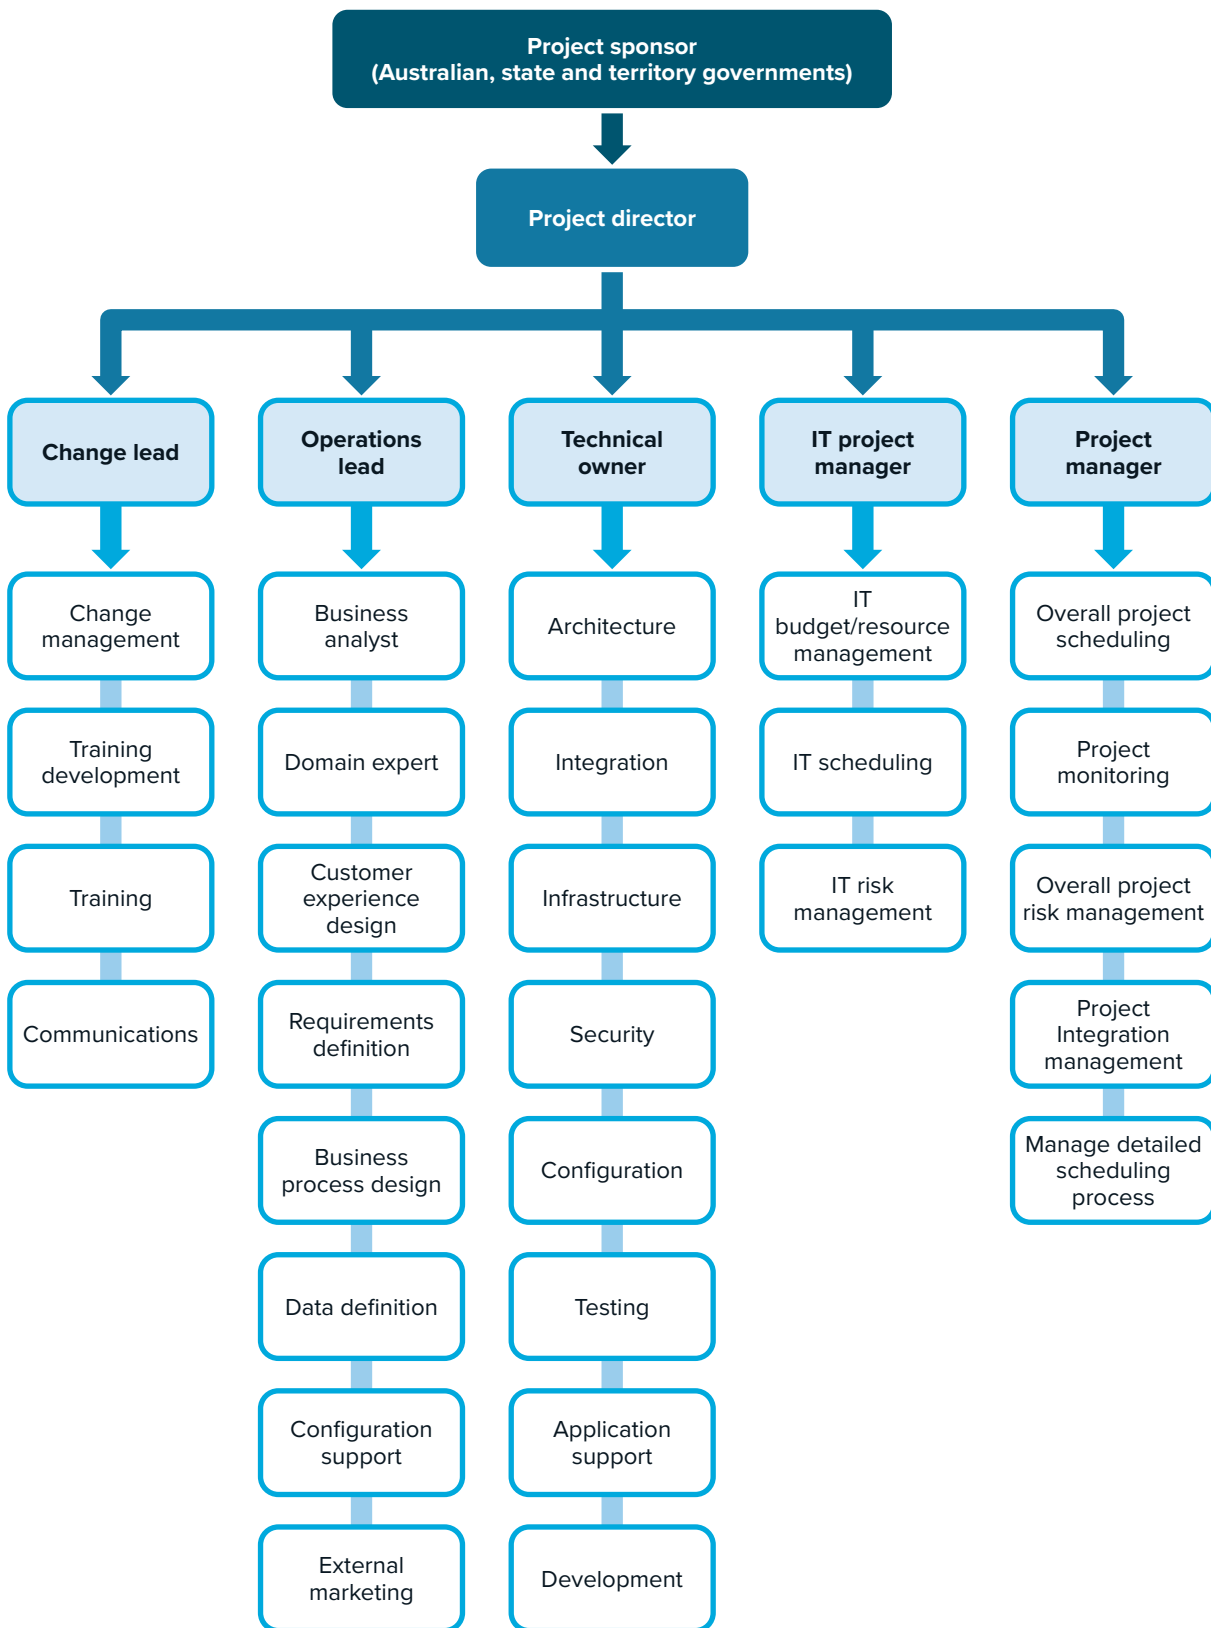 Project sponsor
(Australian, state and territory governments)
Project director
Change lead
Operations
lead
Technical
owner
IT project
manager
Project
manager
Change
management
Training
development
Training
Communications
Business
analyst
Domain expert
Customer
experience
design
Requirements
definition
Business
process design
Data definition
Configuration
support
External
marketing
Architecture
Integration
Infrastructure
Security
Configuration
Testing
Application
support
Development
IT
budget/resource
management
IT scheduling
IT risk
management
Overall project
scheduling
Project
monitoring
Overall project
risk management
Project
Integration
management
Manage detailed
scheduling
process